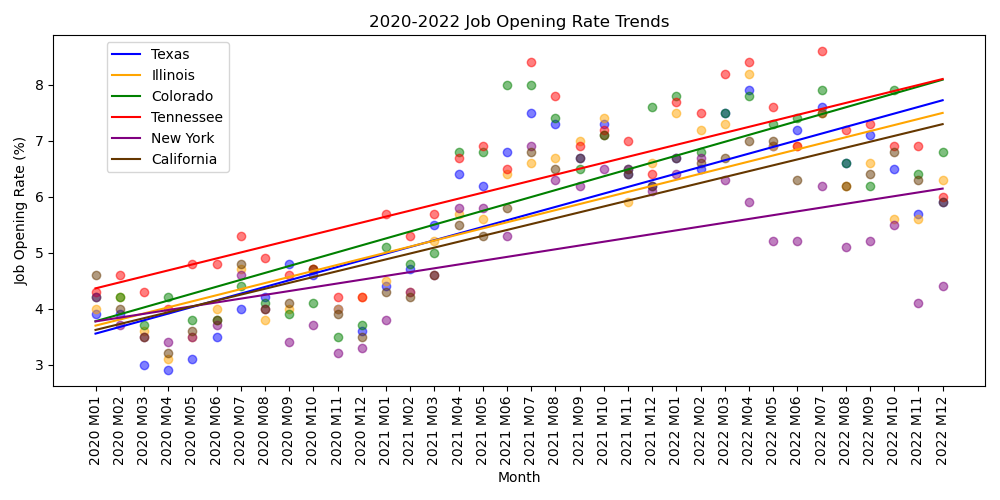 2020-2022 Job Opening Rate Trends
Texas
Illinois
Colorado
Tennessee
New York
California
Job Opening Rate (%)
8
7
6
5
4
3
2020 M01
2020 M02
2020 M03
2020 M04
2020 M05
2020 M06
2020 M07
2020 M08
2020 M09
2020 M10
2020 M11
2020 M12
2021 M01
2021 M02
2021 M03
2021 M04
2021 M05
2021 M06
2021 M07
2021 M08
2021 M09
2021 M10
2021 M11
2021 M12
2022 M01
2022 M02
2022 M03
2022 M04
2022 M05
2022 M06
2022 M07
2022 M08
2022 M09
2022 M10
2022 M11
2022 M12
Month